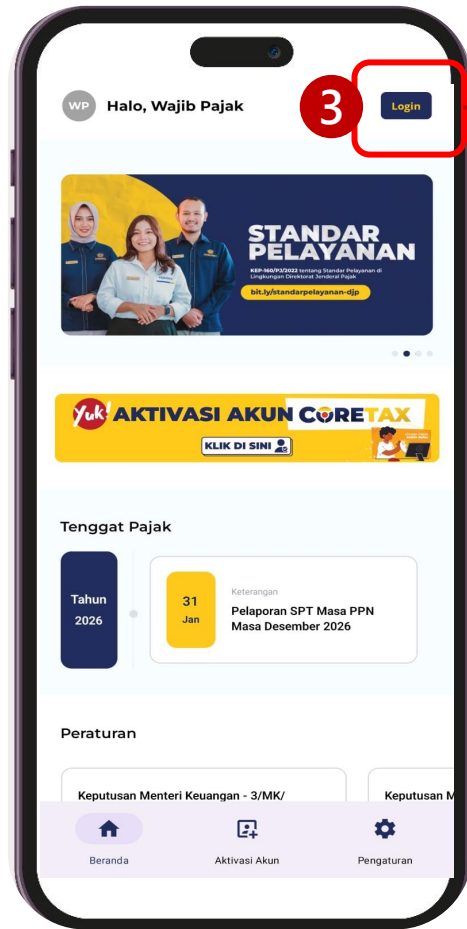 WP
Halo, Wajib Pajak
3
Login
STANDAR
PELAYANAN
KEP-160/PJ/2022 tentang Standar Pelayanan di
Lingkungan Direktorat Jenderal Pajak
bit.ly/standarpelayanan-djp
Yuk! AKTIVASI AKUN CORETAX
KLIK DI SINI
Tenggat Pajak
Tahun
2026
31
Jan
Keterangan
Pelaporan SPT Masa PPN
Masa Desember 2026
Peraturan
Keputusan Menteri Keuangan - 3/MK/
Keputusan M
Beranda
Aktivasi Akun
Pengaturan